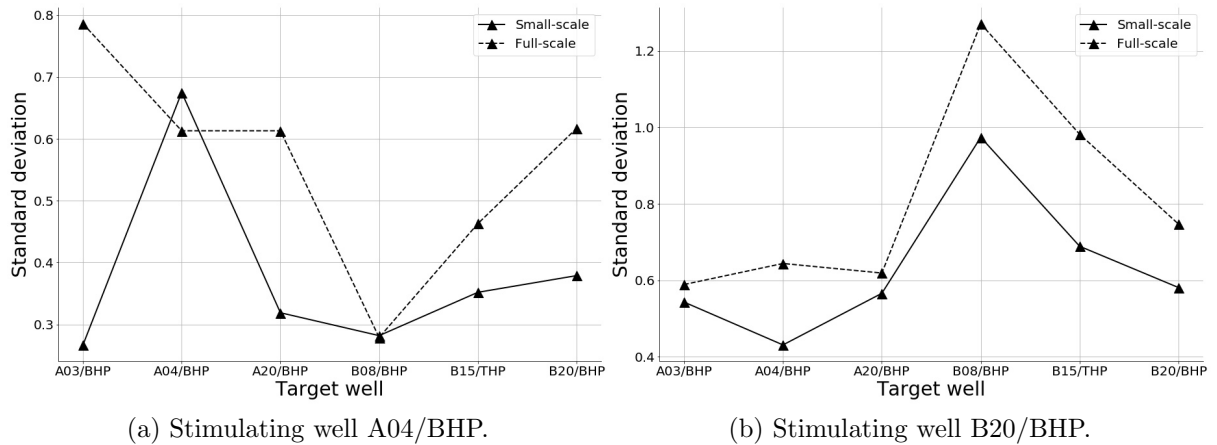 0.8
0.7
0.6
0.5
0.4
0.3
Standard deviation
Small-scale
Full-scale
A03/BHP A04/BHP A20/BHP B08/BHP B15/THP B20/BHP
Target well
(a) Stimulating well A04/BHP.
1.2
1.0
0.8
0.6
0.4
Standard deviation
Small-scale
Full-scale
A03/BHP A04/BHP A20/BHP B08/BHP B15/THP B20/BHP
Target well
(b) Stimulating well B20/BHP.